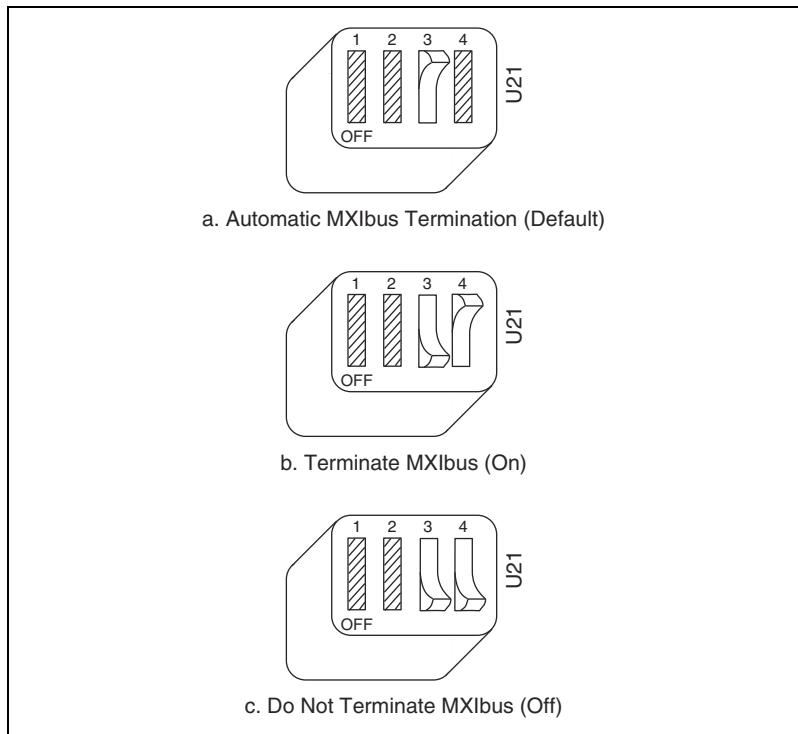 1 2 3 4
U21
OFF
a. Automatic MXIbus Termination (Default)
1 2 3 4
U21
OFF
b. Terminate MXIbus (On)
1 2 3 4
U21
OFF
c. Do Not Terminate MXIbus (Off)